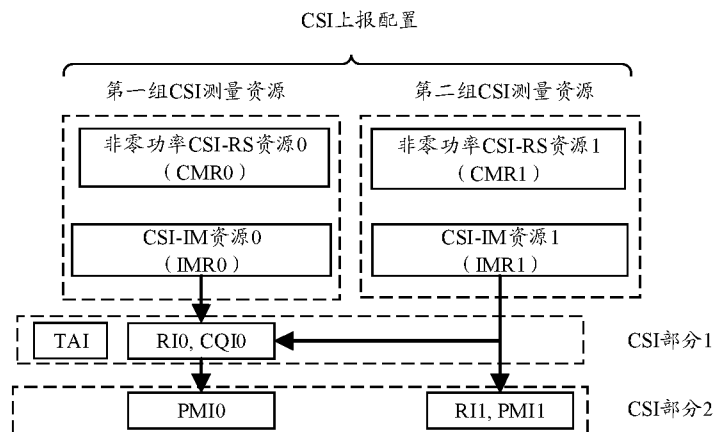 CSI上报配置
第一组CSI测量资源
第二组CSI测量资源
非零功率CSI-RS资源0
(CMR0)
非零功率CSI-RS资源1
(CMR1)
CSI-IM资源0
(IMR0)
CSI-IM资源1
(IMR1)
TAI
RI0, CQI0
CSI部分1
PMI0
RI1, PMI1
CSI部分2